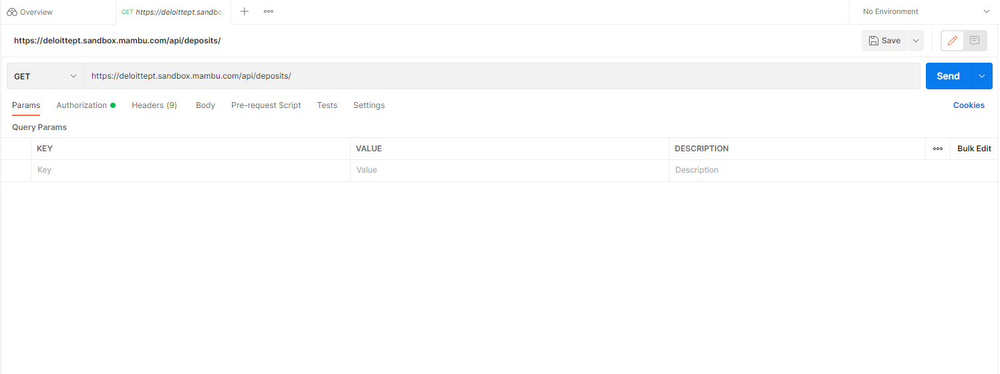 Overview
GET https://deloittept.sandbo
No Environment
https://deloittept.sandbox.mambu.com/api/deposits/
Save
GET
https://deloittept.sandbox.mambu.com/api/deposits/
Send
Params Authorization Headers (9) Body Pre-request Script Tests Settings Cookies
Query Params
KEY VALUE DESCRIPTION Bulk Edit
Key Value Description